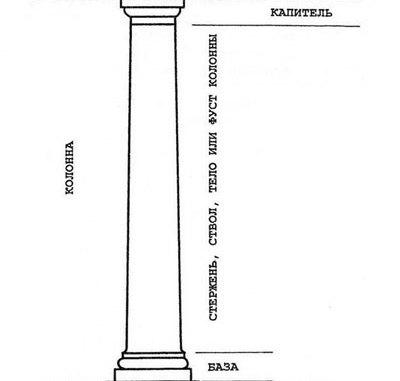 КАПИТЕЛЬ
КОЛОННА
СТЕРЖЕНЬ, СТВОЛ, ТЕЛО ИЛИ ФУСТ КОЛОННЫ
БАЗА